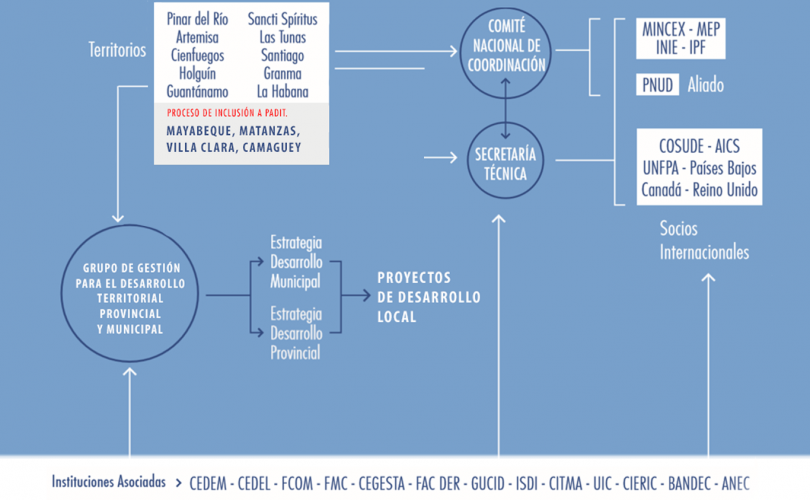 Territorios
Pinar del Río
Artemisa
Cienfuegos
Holguín
Guantánamo
Sancti Spíritus
Las Tunas
Santiago
Granma
La Habana
PROCESO DE INCLUSIÓN A PADIT.
MAYABEQUE, MATANZAS,
VILLA CLARA, CAMAGUEY
COMITÉ
NACIONAL DE
COORDINACIÓN
SECRETARÍA
TÉCNICA
MINCEX - MEP
INIE - IPF
PNUD
Aliado
COSUDE - AICS
UNFPA - Países Bajos
Canadá - Reino Unido
Socios
Internacionales
GRUPO DE GESTIÓN
PARA EL DESARROLLO
TERRITORIAL
PROVINCIAL
Y MUNICIPAL
Estrategia
Desarrollo
Municipal
Estrategia
Desarrollo
Provincial
PROYECTOS
DE DESARROLLO
LOCAL
Instituciones Asociadas > CEDEM - CEDEL - FCOM - FMC - CEGESTA - FAC DER - GUCID - ISDI - CITMA - UIC - CIERIC - BANDEC - ANEC